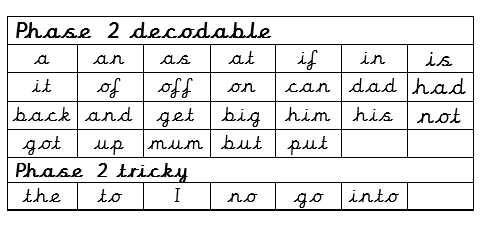 Phase 2 decodable
a an as at if in is
it of off on can dad had
back and get big him his not
got up mum but put
Phase 2 tricky
the to I no go into